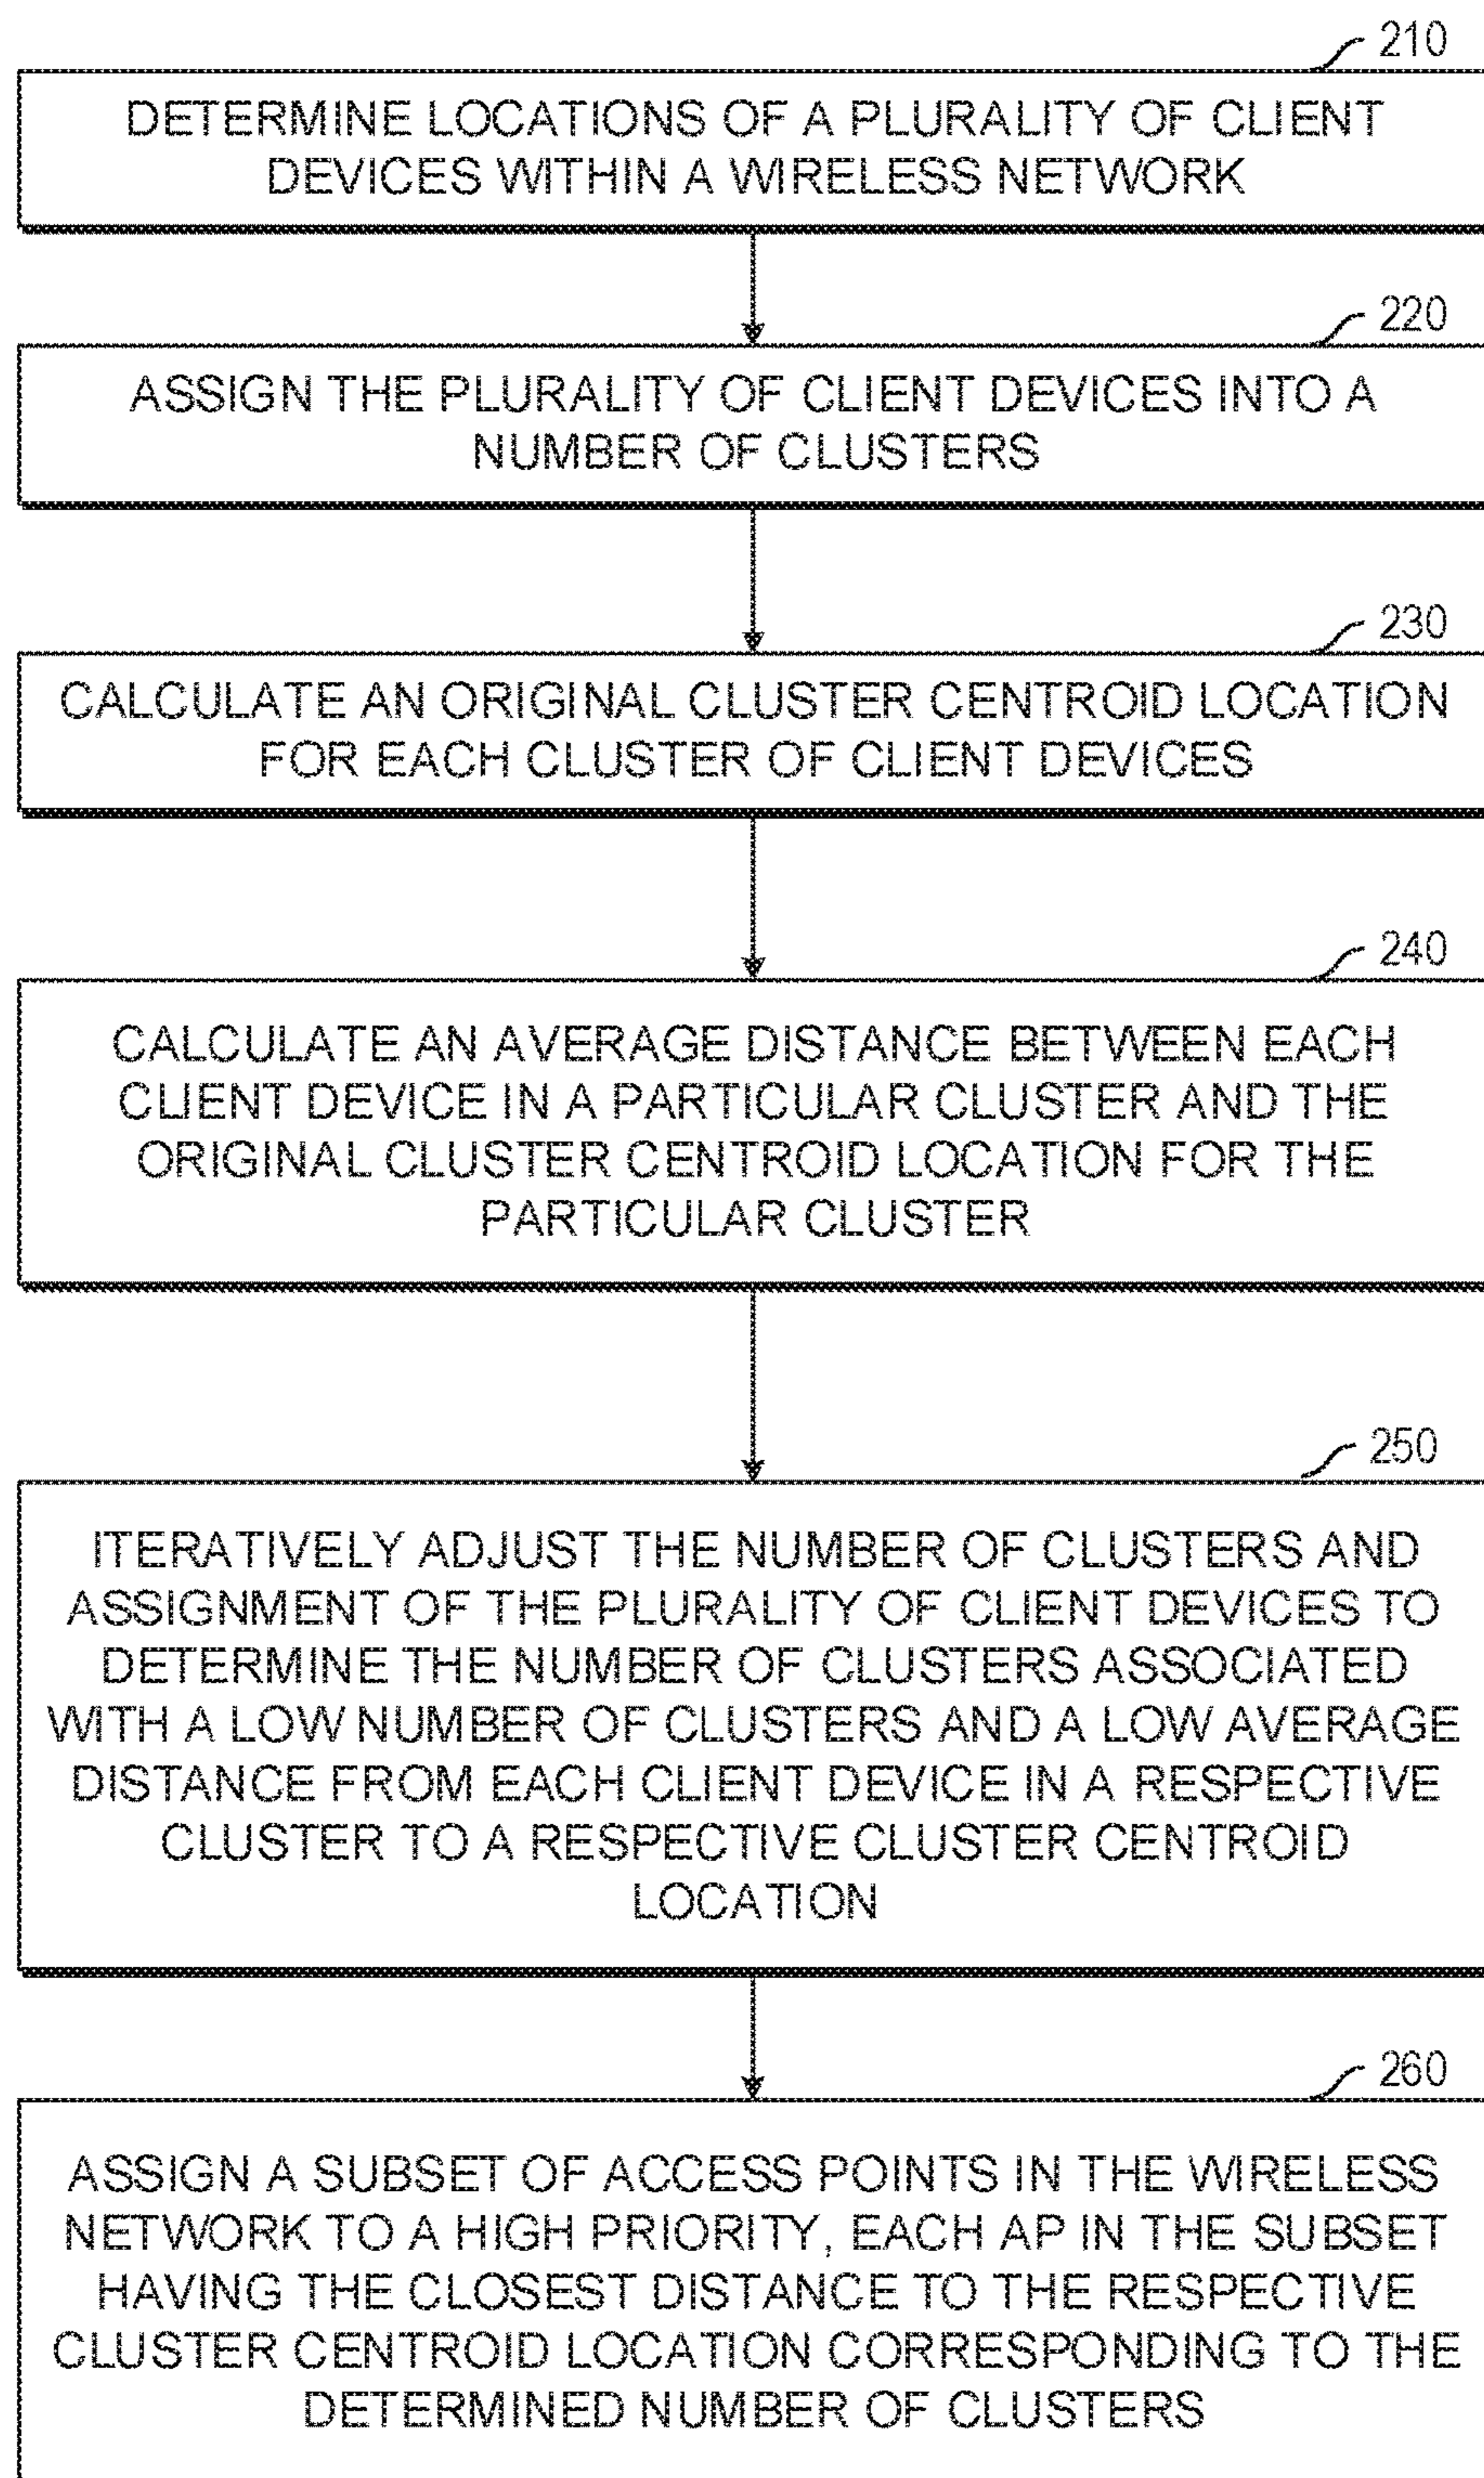 210
DETERMINE LOCATIONS OF A PLURALITY OF CLIENT
DEVICES WITHIN A WIRELESS NETWORK
220
ASSIGN THE PLURALITY OF CLIENT DEVICES INTO A
NUMBER OF CLUSTERS
230
CALCULATE AN ORIGINAL CLUSTER CENTROID LOCATION
FOR EACH CLUSTER OF CLIENT DEVICES
240
CALCULATE AN AVERAGE DISTANCE BETWEEN EACH
CLIENT DEVICE IN A PARTICULAR CLUSTER AND THE
ORIGINAL CLUSTER CENTROID LOCATION FOR THE
PARTICULAR CLUSTER
250
ITERATIVELY ADJUST THE NUMBER OF CLUSTERS AND
ASSIGNMENT OF THE PLURALITY OF CLIENT DEVICES TO
DETERMINE THE NUMBER OF CLUSTERS ASSOCIATED
WITH A LOW NUMBER OF CLUSTERS AND A LOW AVERAGE
DISTANCE FROM EACH CLIENT DEVICE IN A RESPECTIVE
CLUSTER TO A RESPECTIVE CLUSTER CENTROID
LOCATION
260
ASSIGN A SUBSET OF ACCESS POINTS IN THE WIRELESS
NETWORK TO A HIGH PRIORITY, EACH AP IN THE SUBSET
HAVING THE CLOSEST DISTANCE TO THE RESPECTIVE
CLUSTER CENTROID LOCATION CORRESPONDING TO THE
DETERMINED NUMBER OF CLUSTERS